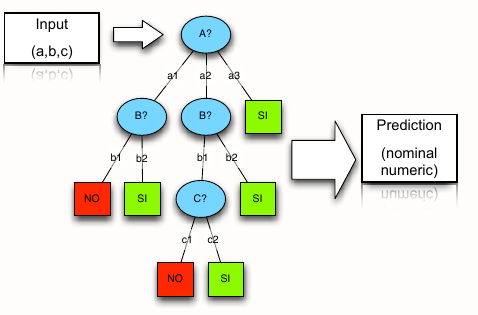 Input
(a,b,c)
A?
a1 a2 a3
B? B? SI
b1 b2 b1 b2
NO SI C? SI
c1 c2
NO SI
Prediction
(nominal
numeric)